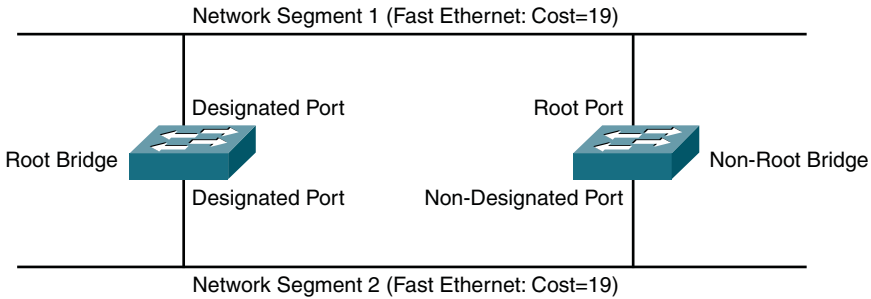 Network Segment 1 (Fast Ethernet: Cost=19)
Designated Port
Root Port
Root Bridge
Non-Root Bridge
Designated Port
Non-Designated Port
Network Segment 2 (Fast Ethernet: Cost=19)